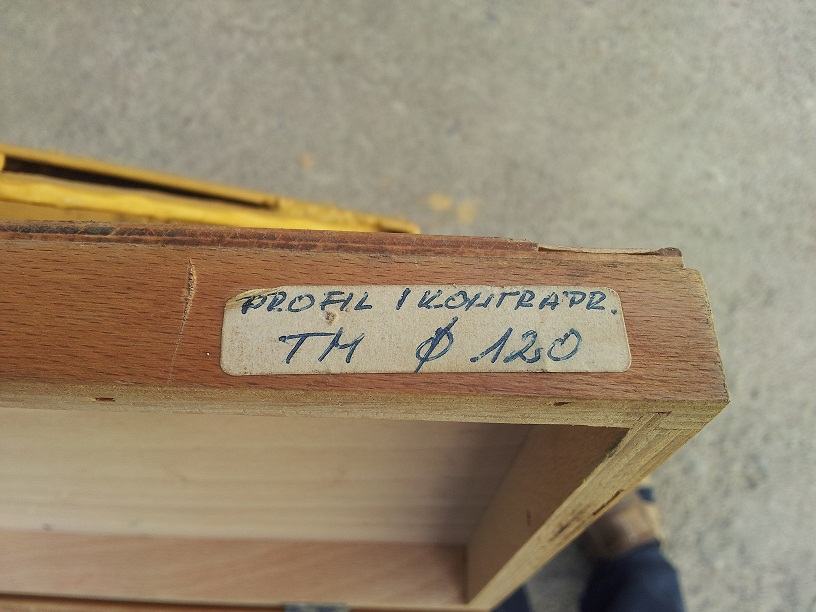 PROFIL I KONTRAPR.
TM Ø 120